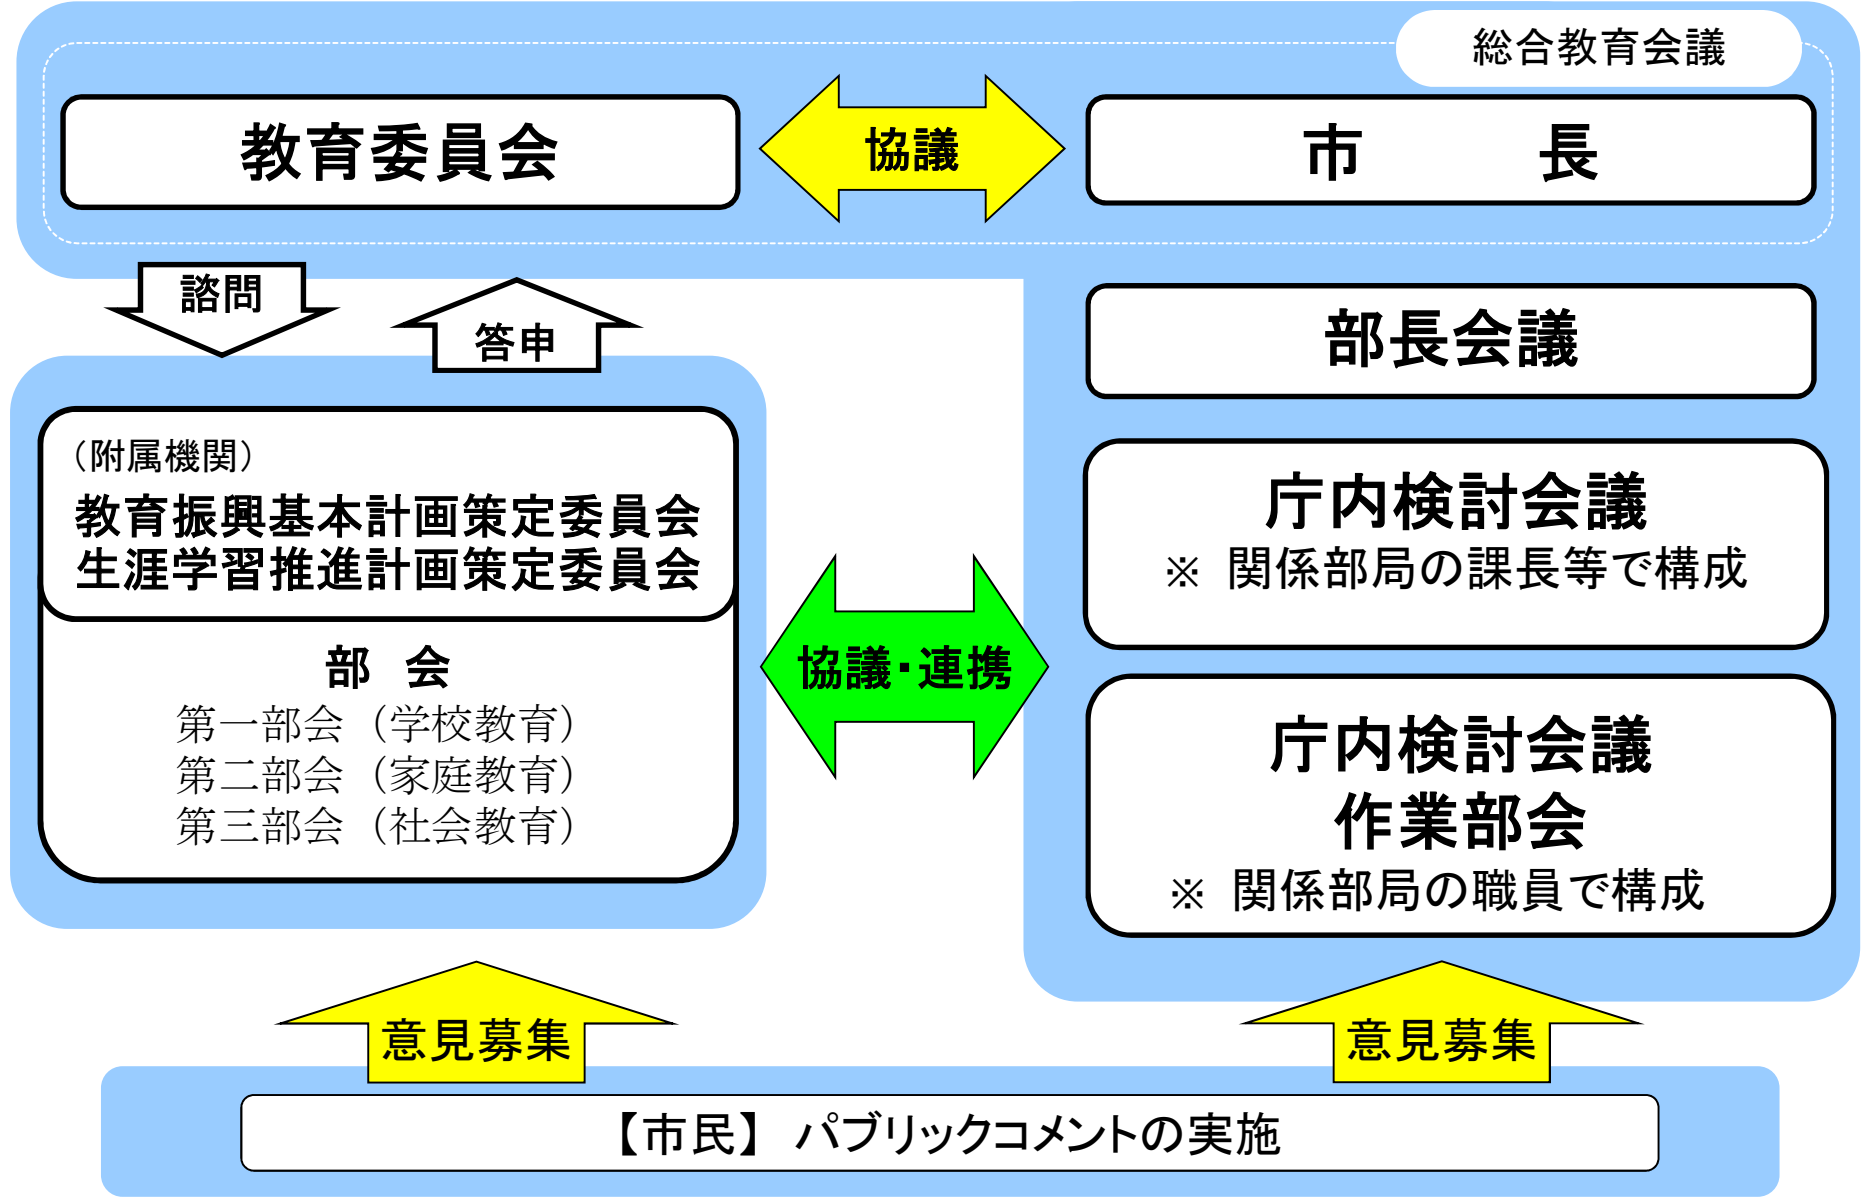 総合教育会議
教育委員会
協議
市　　長
諮問
答申
部長会議
（附属機関）
教育振興基本計画策定委員会
生涯学習推進計画策定委員会
部　会
第一部会（学校教育）
第二部会（家庭教育）
第三部会（社会教育）
協議・連携
庁内検討会議
※ 関係部局の課長等で構成
庁内検討会議
作業部会
※ 関係部局の職員で構成
意見募集
意見募集
【市民】 パブリックコメントの実施